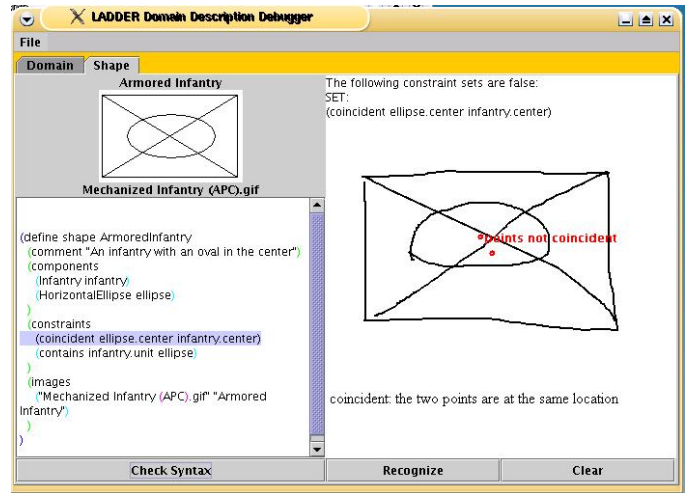 LADDER Domain Description Debugger
File
Domain Shape
Armored Infantry
Mechanized Infantry (APC).gif
(define shape ArmoredInfantry
(comment "An infantry with an oval in the center")
(components
(Infantry infantry)
(HorizontalEllipse ellipse)
)
(constraints
(coincident ellipse.center infantry.center)
(contains infantry.unit ellipse)
)
(images
("Mechanized Infantry (APC).gif" "Armored
Infantry")
)
)
The following constraint sets are false:
SET:
(coincident ellipse.center infantry.center)
points not coincident
coincident: the two points are at the same location
Check Syntax Recognize Clear